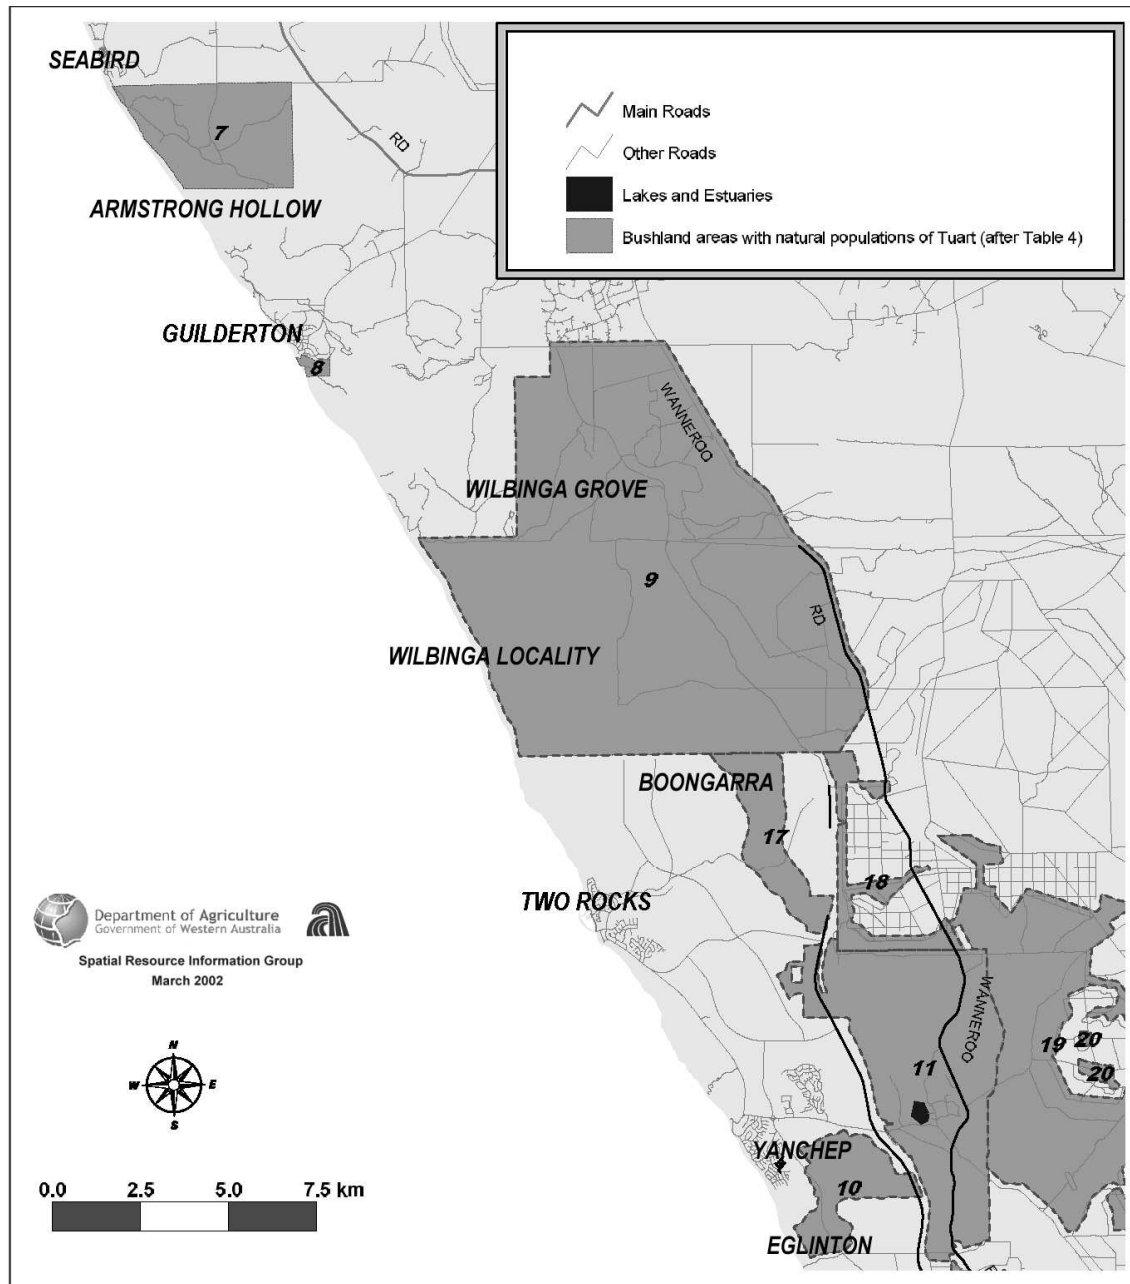 SEABIRD
7
RD
ARMSTRONG HOLLOW
Main Roads
Other Roads
Lakes and Estuaries
Bushland areas with natural populations of Tuart (after Table 4)
GUILDERTON
8
WANNEROO
WILBINGA GROVE
9
RD
WILBINGA LOCALITY
BOONGARRA
17
18
TWO ROCKS
Department of Agriculture
Government of Western Australia
Spatial Resource Information Group
March 2002
WANNEROO
19
20
20
11
N
W E
S
YANCHEP
10
EGLINTON
0.0 2.5 5.0 7.5 km